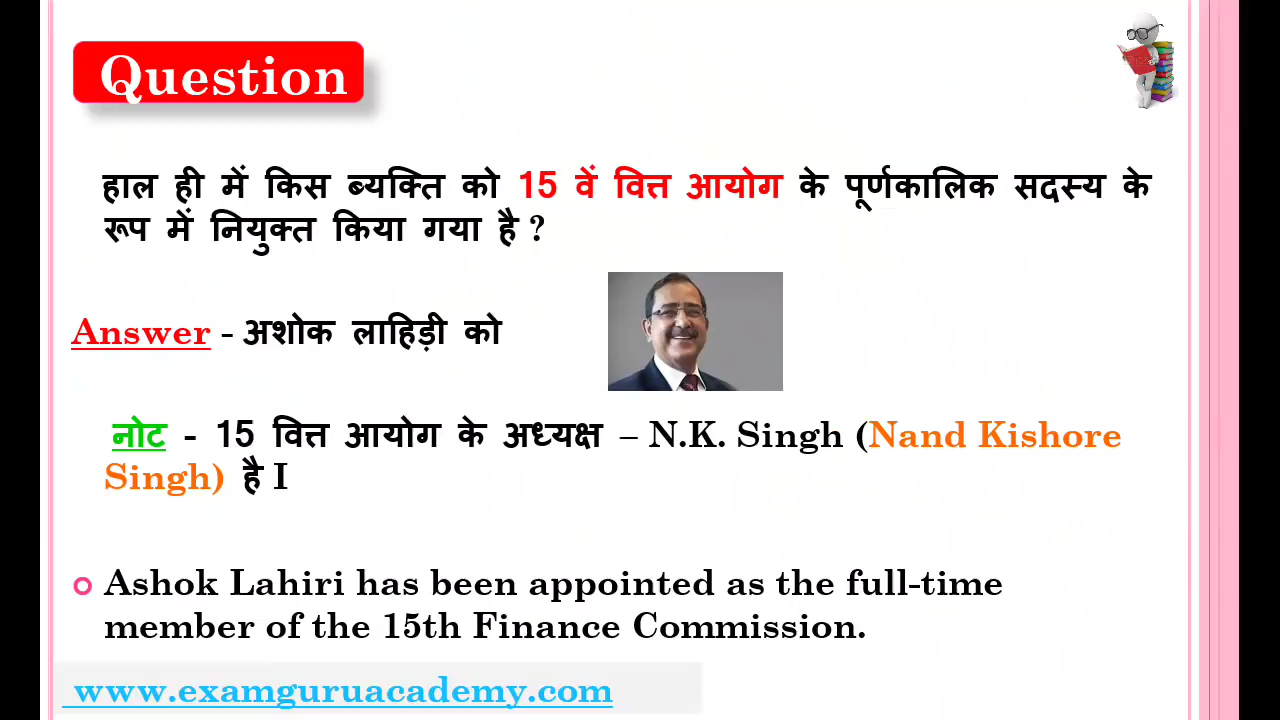 Question
हाल ही में किस ब्यक्ति को 15 वें वित्त आयोग के पूर्णकालिक सदस्य के
रूप में नियुक्त किया गया है ?
Answer - अशोक लाहिड़ी को
नोट - 15 वित्त आयोग के अध्यक्ष – N.K. Singh (Nand Kishore
Singh) है I
Ashok Lahiri has been appointed as the full-time
member of the 15th Finance Commission.
www.examguruacademy.com